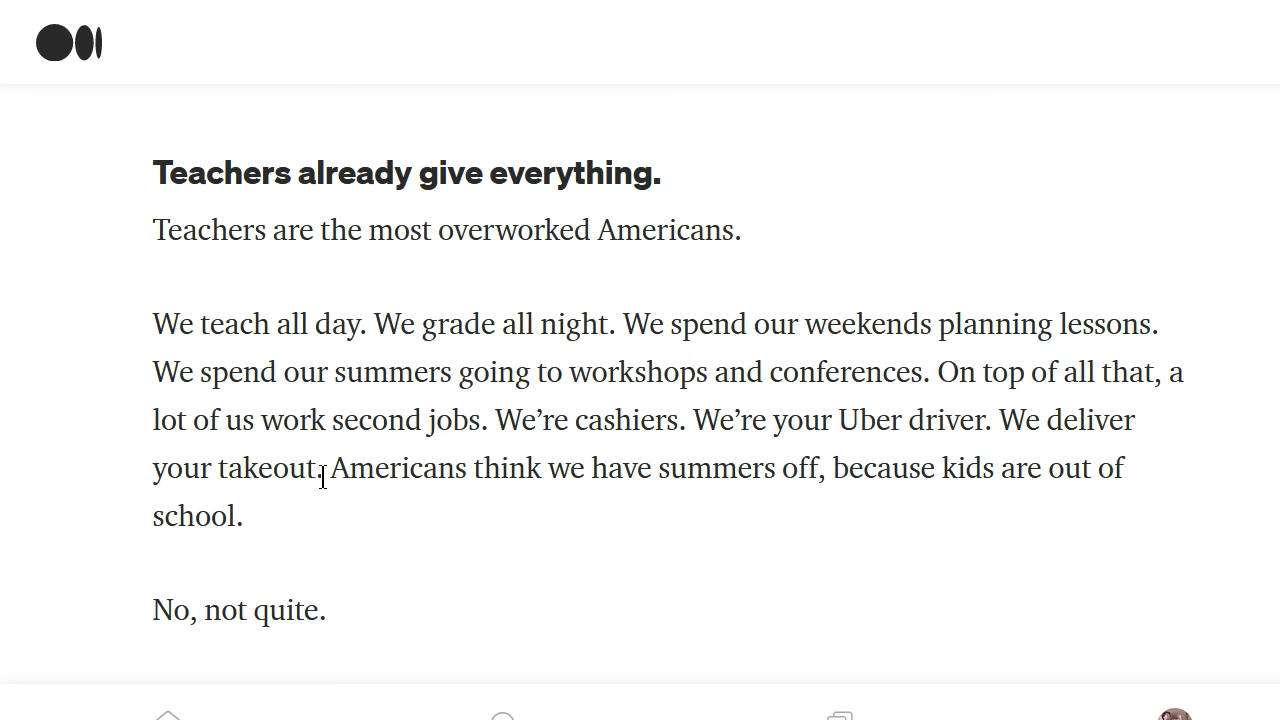 Teachers already give everything.
Teachers are the most overworked Americans.
We teach all day. We grade all night. We spend our weekends planning lessons.
We spend our summers going to workshops and conferences. On top of all that, a
lot of us work second jobs. We’re cashiers. We’re your Uber driver. We deliver
your takeout. Americans think we have summers off, because kids are out of
school.
No, not quite.